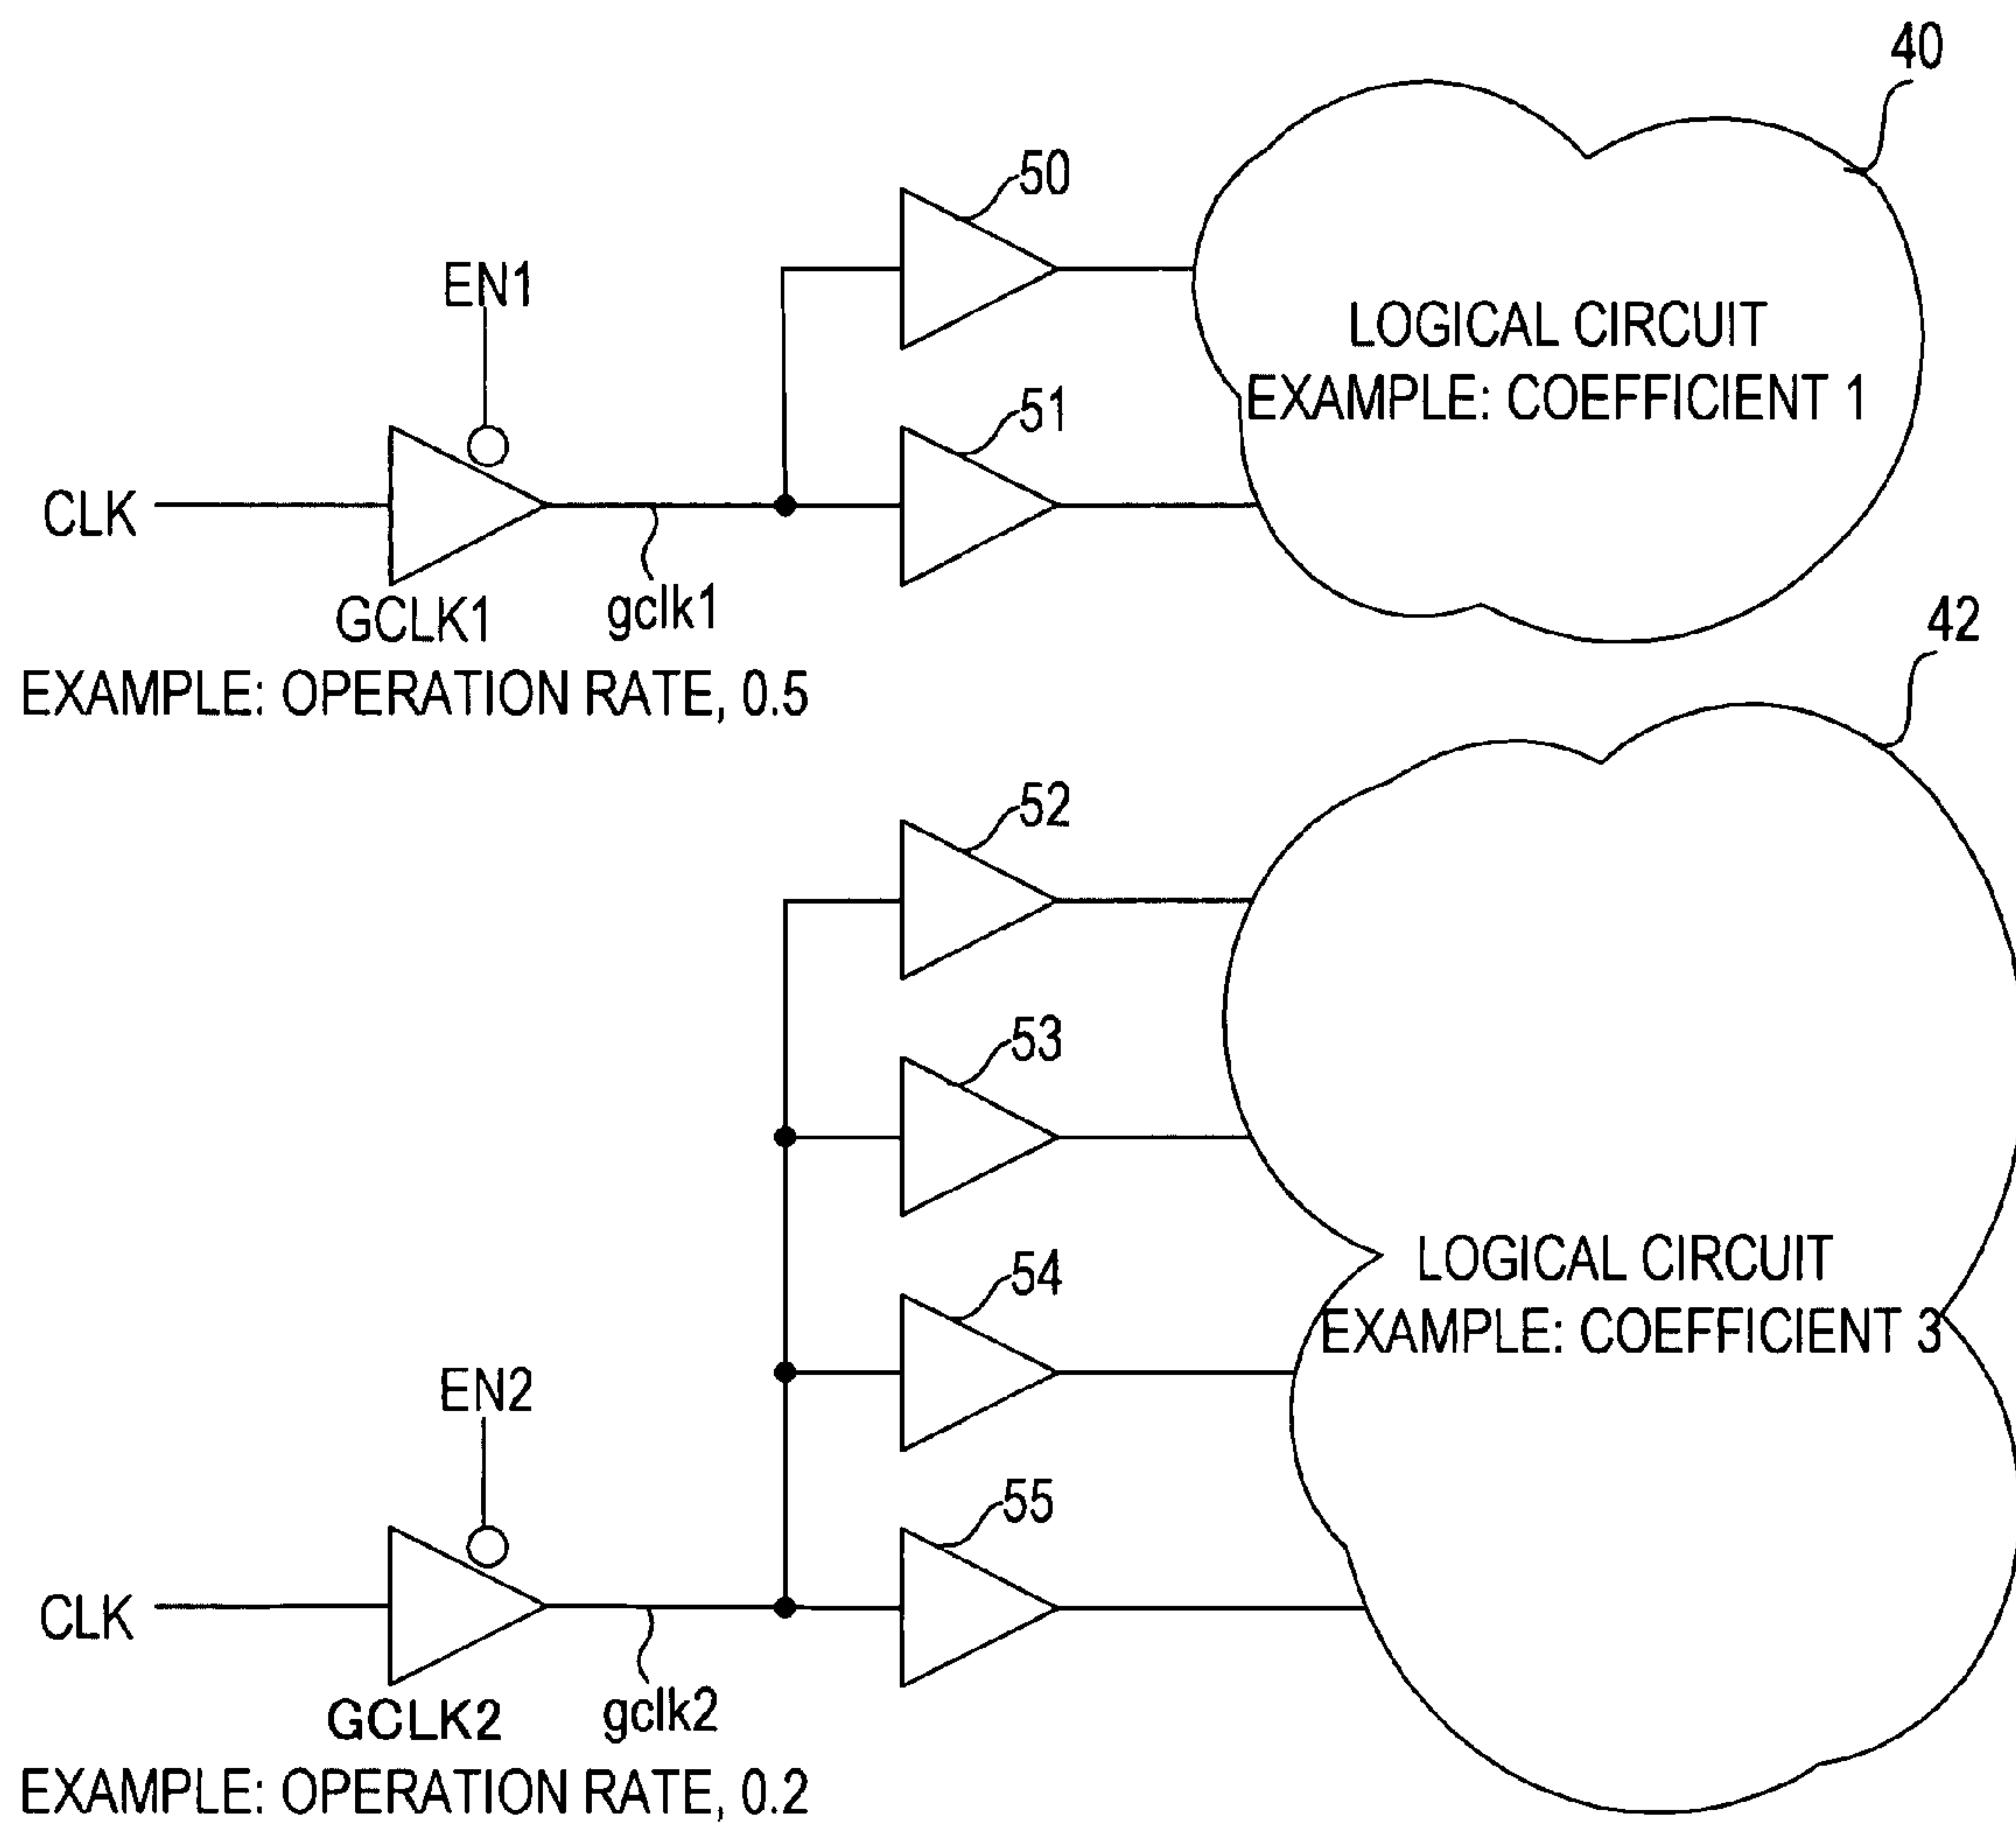 40
50
EN1
LOGICAL CIRCUIT
EXAMPLE: COEFFICIENT 1
51
CLK
GCLK1
gclk1
EXAMPLE: OPERATION RATE, 0.5
42
52
53
54
LOGICAL CIRCUIT
EXAMPLE: COEFFICIENT 3
EN2
55
CLK
GCLK2
gclk2
EXAMPLE: OPERATION RATE, 0.2